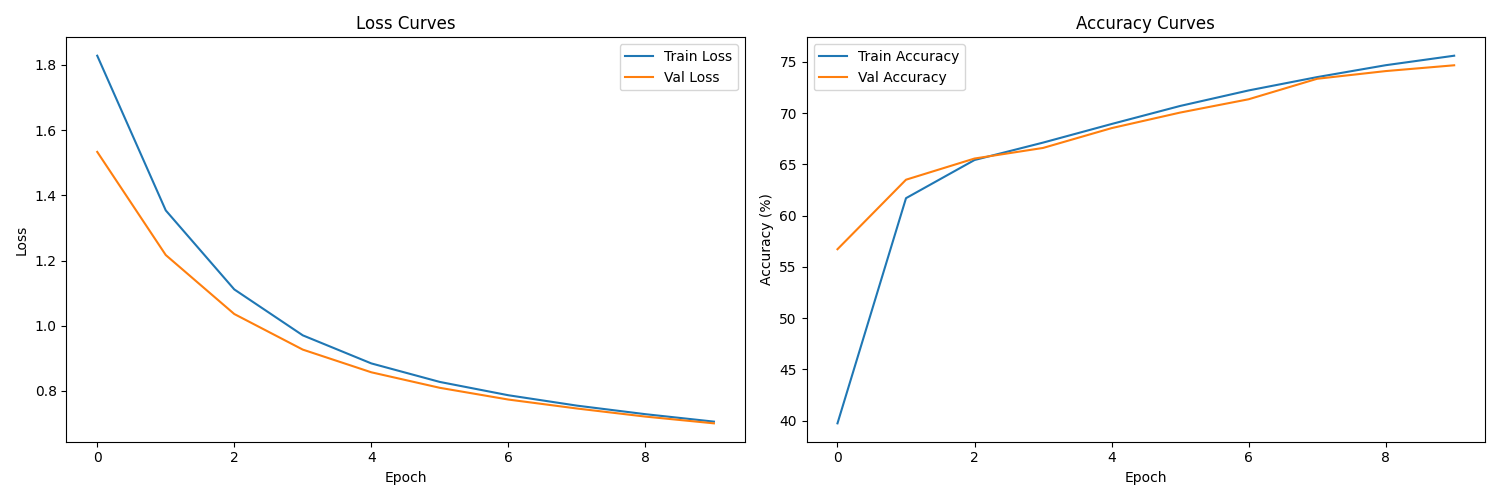 Loss Curves
Train Loss
Val Loss
1.8
1.6
1.4
1.2
1.0
0.8
Loss
0 2 4 6 8
Epoch
Accuracy Curves
Train Accuracy
Val Accuracy
75
70
65
60
55
50
45
40
Accuracy (%)
0 2 4 6 8
Epoch